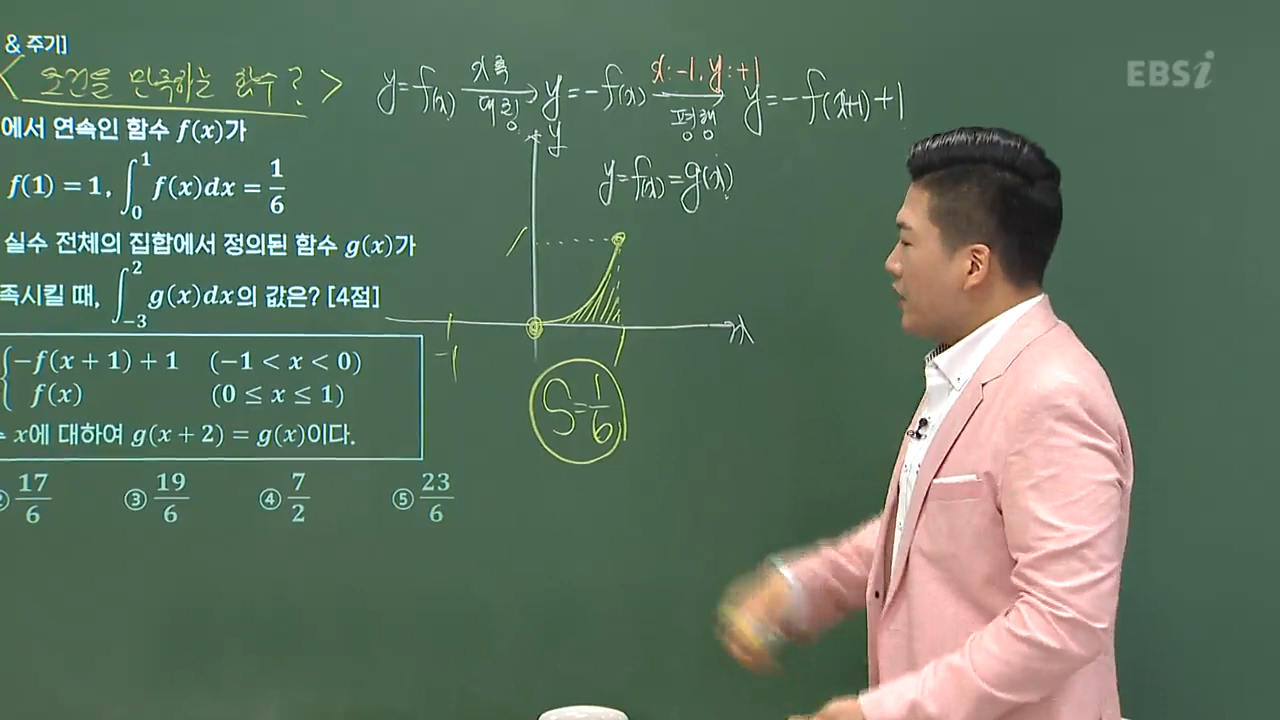 & 주기]
< 조건을 만족하는 함수? >
에서 연속인 함수 f(x)가
f(1) = 1, ∫₀¹ f(x)dx = 1/6
실수 전체의 집합에서 정의된 함수 g(x)가
족시킬 때, ∫₋₃² g(x)dx의 값은? [4점]
{ -f(x + 1) + 1 (-1 < x < 0)
f(x) (0 ≤ x ≤ 1)
x에 대하여 g(x + 2) = g(x)이다.
② 17/6 ③ 19/6 ④ 7/2 ⑤ 23/6
y=f(x) x축 대칭 → y=-f(x) x:-1, y:+1 평행 → y=-f(x+1)+1
y=f(x)=g(x)
y
1
-1 1 x
S=1/6
EBSi